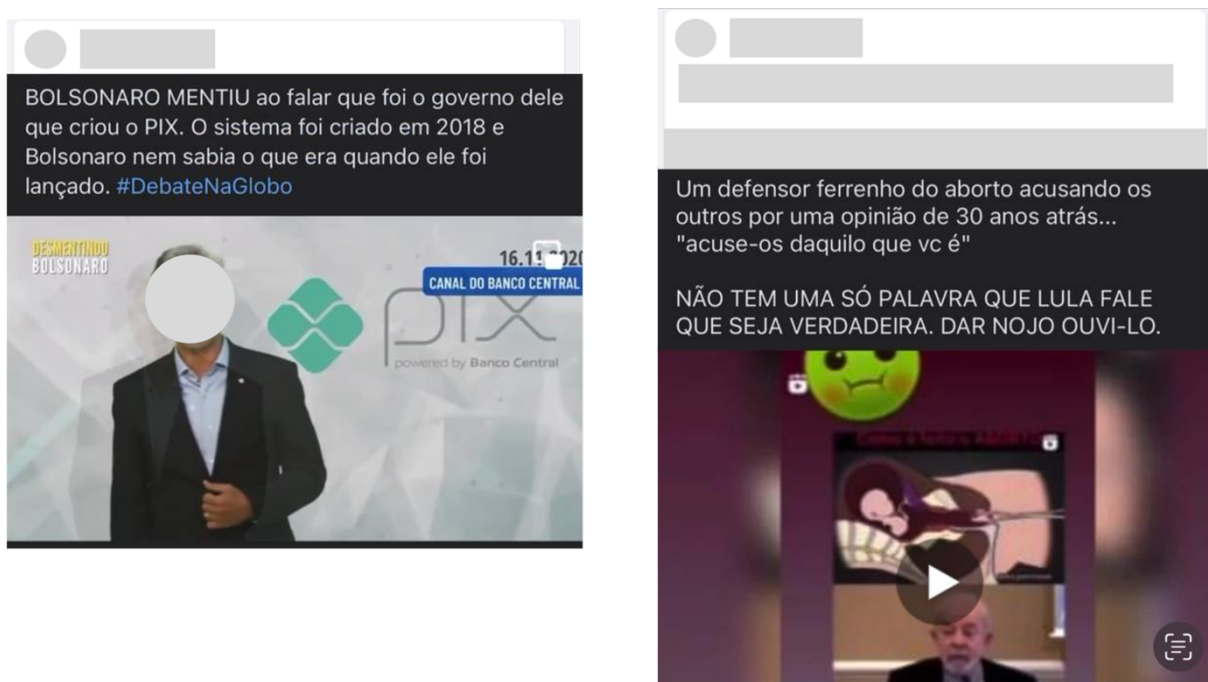 BOLSONARO MENTIU ao falar que foi o governo dele
que criou o PIX. O sistema foi criado em 2018 e
Bolsonaro nem sabia o que era quando ele foi
lançado. #DebateNaGlobo
DESMENTINDO
BOLSONARO
CANAL DO BANCO CENTRAL
pix
powered by Banco Central
Um defensor ferrenho do aborto acusando os
outros por uma opinião de 30 anos atrás...
"acuse-os daquilo que vc é"
NÃO TEM UMA SÓ PALAVRA QUE LULA FALE
QUE SEJA VERDADEIRA. DAR NOJO OUVI-LO.